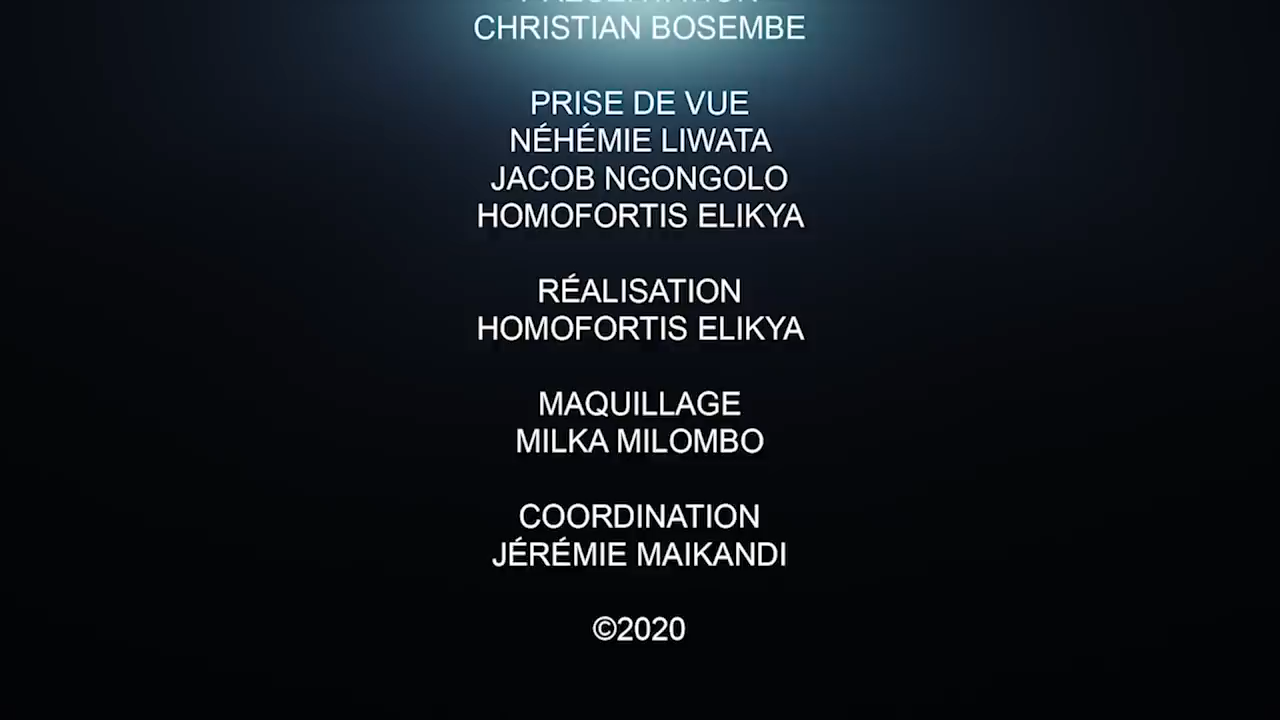 PRÉSENTATION
CHRISTIAN BOSEMBE
PRISE DE VUE
NÉHÉMIE LIWATA
JACOB NGONGOLO
HOMOFORTIS ELIKYA
RÉALISATION
HOMOFORTIS ELIKYA
MAQUILLAGE
MILKA MILOMBO
COORDINATION
JÉRÉMIE MAIKANDI
©2020